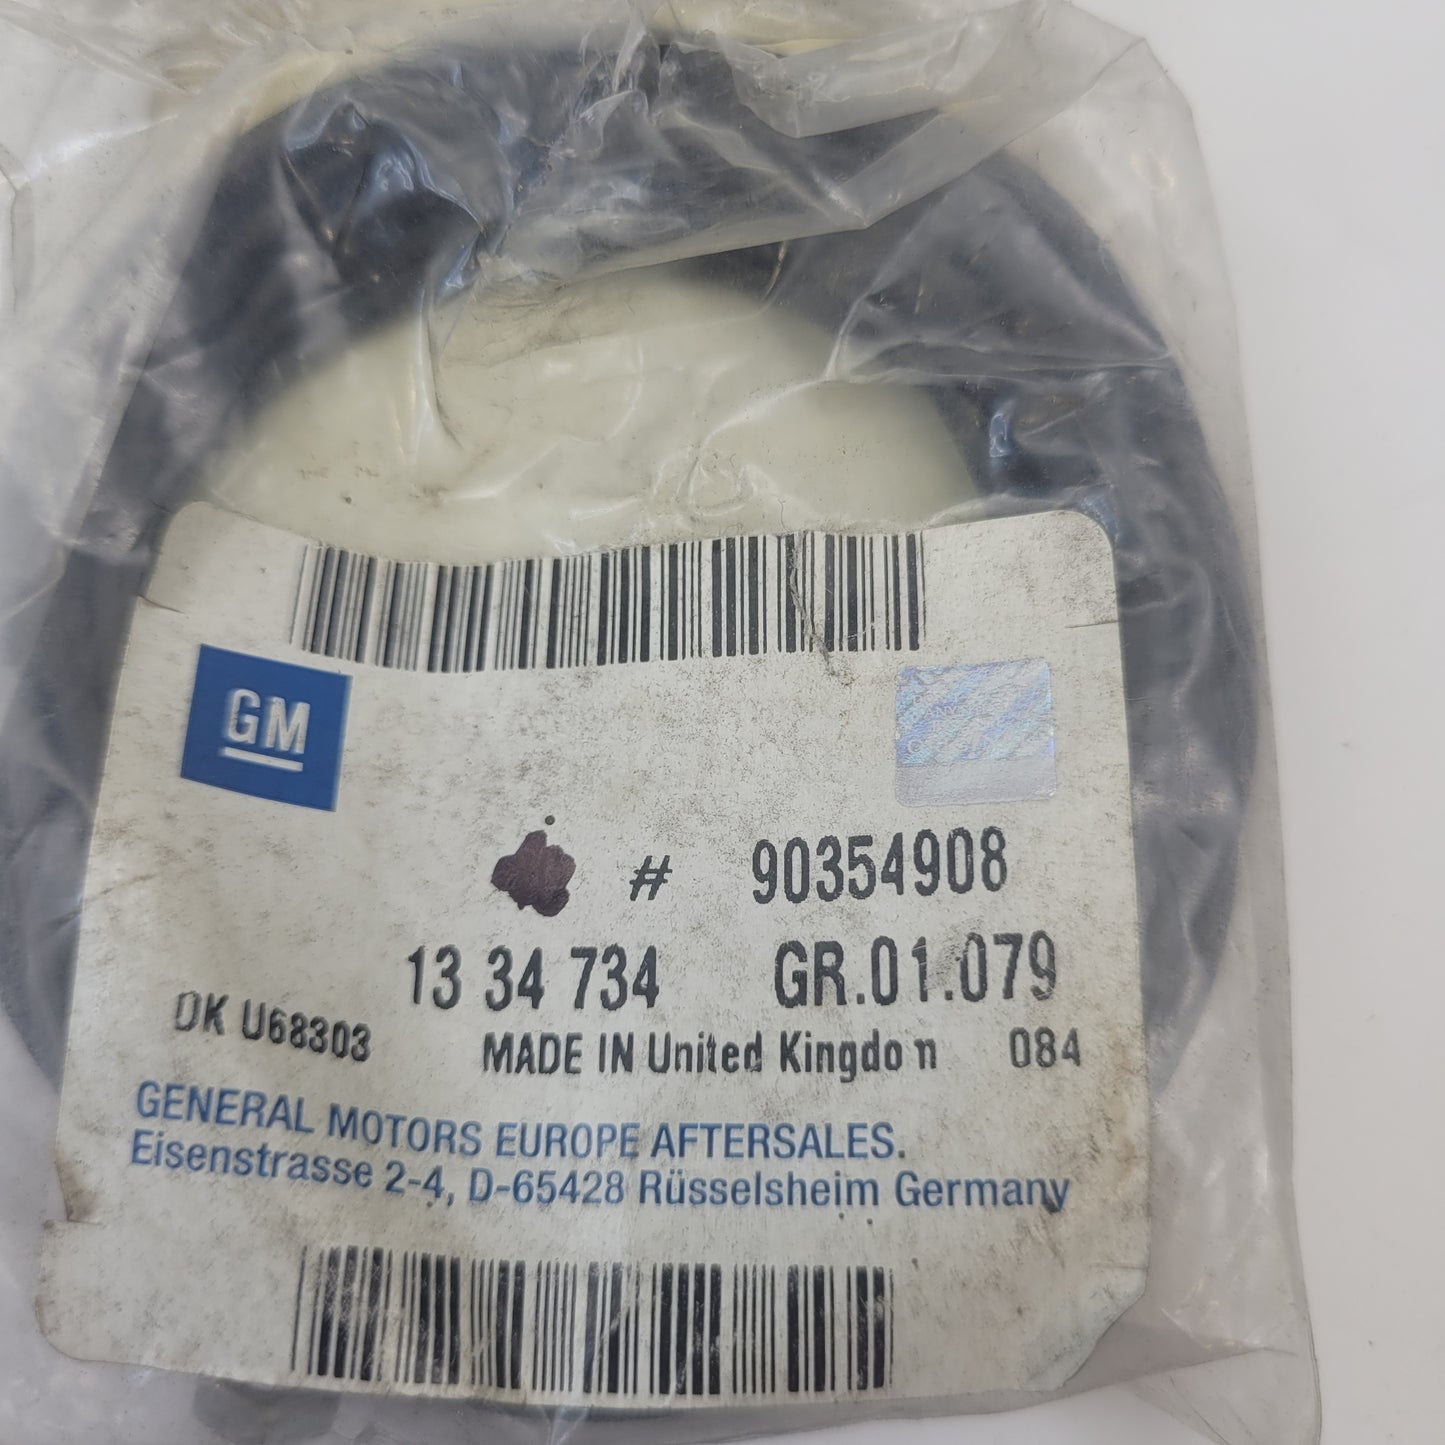 GM
# 90354908
13 34 734 GR.01.079
DK U68303 MADE IN United Kingdom 084
GENERAL MOTORS EUROPE AFTERSALES.
Eisenstrasse 2-4, D-65428 Rüsselsheim Germany